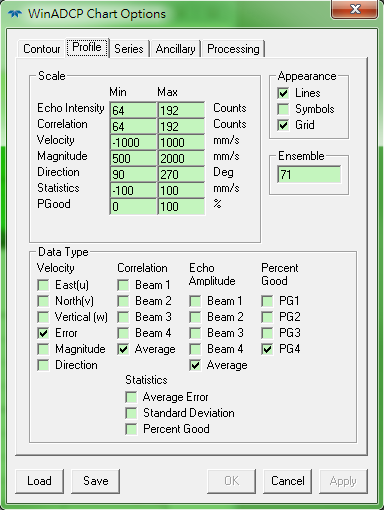 WinADCP Chart Options
Contour Profile Series Ancillary Processing
Scale
Min Max
Echo Intensity 64 192 Counts
Correlation 64 192 Counts
Velocity -1000 1000 mm/s
Magnitude 500 2000 mm/s
Direction 90 270 Deg
Statistics -100 100 mm/s
PGood 0 100 %
Appearance
Lines
Symbols
Grid
Ensemble
71
Data Type
Velocity
East(u)
North(v)
Vertical (w)
Error
Magnitude
Direction
Correlation
Beam 1
Beam 2
Beam 3
Beam 4
Average
Echo
Amplitude
Beam 1
Beam 2
Beam 3
Beam 4
Average
Percent
Good
PG1
PG2
PG3
PG4
Statistics
Average Error
Standard Deviation
Percent Good
Load Save OK Cancel Apply